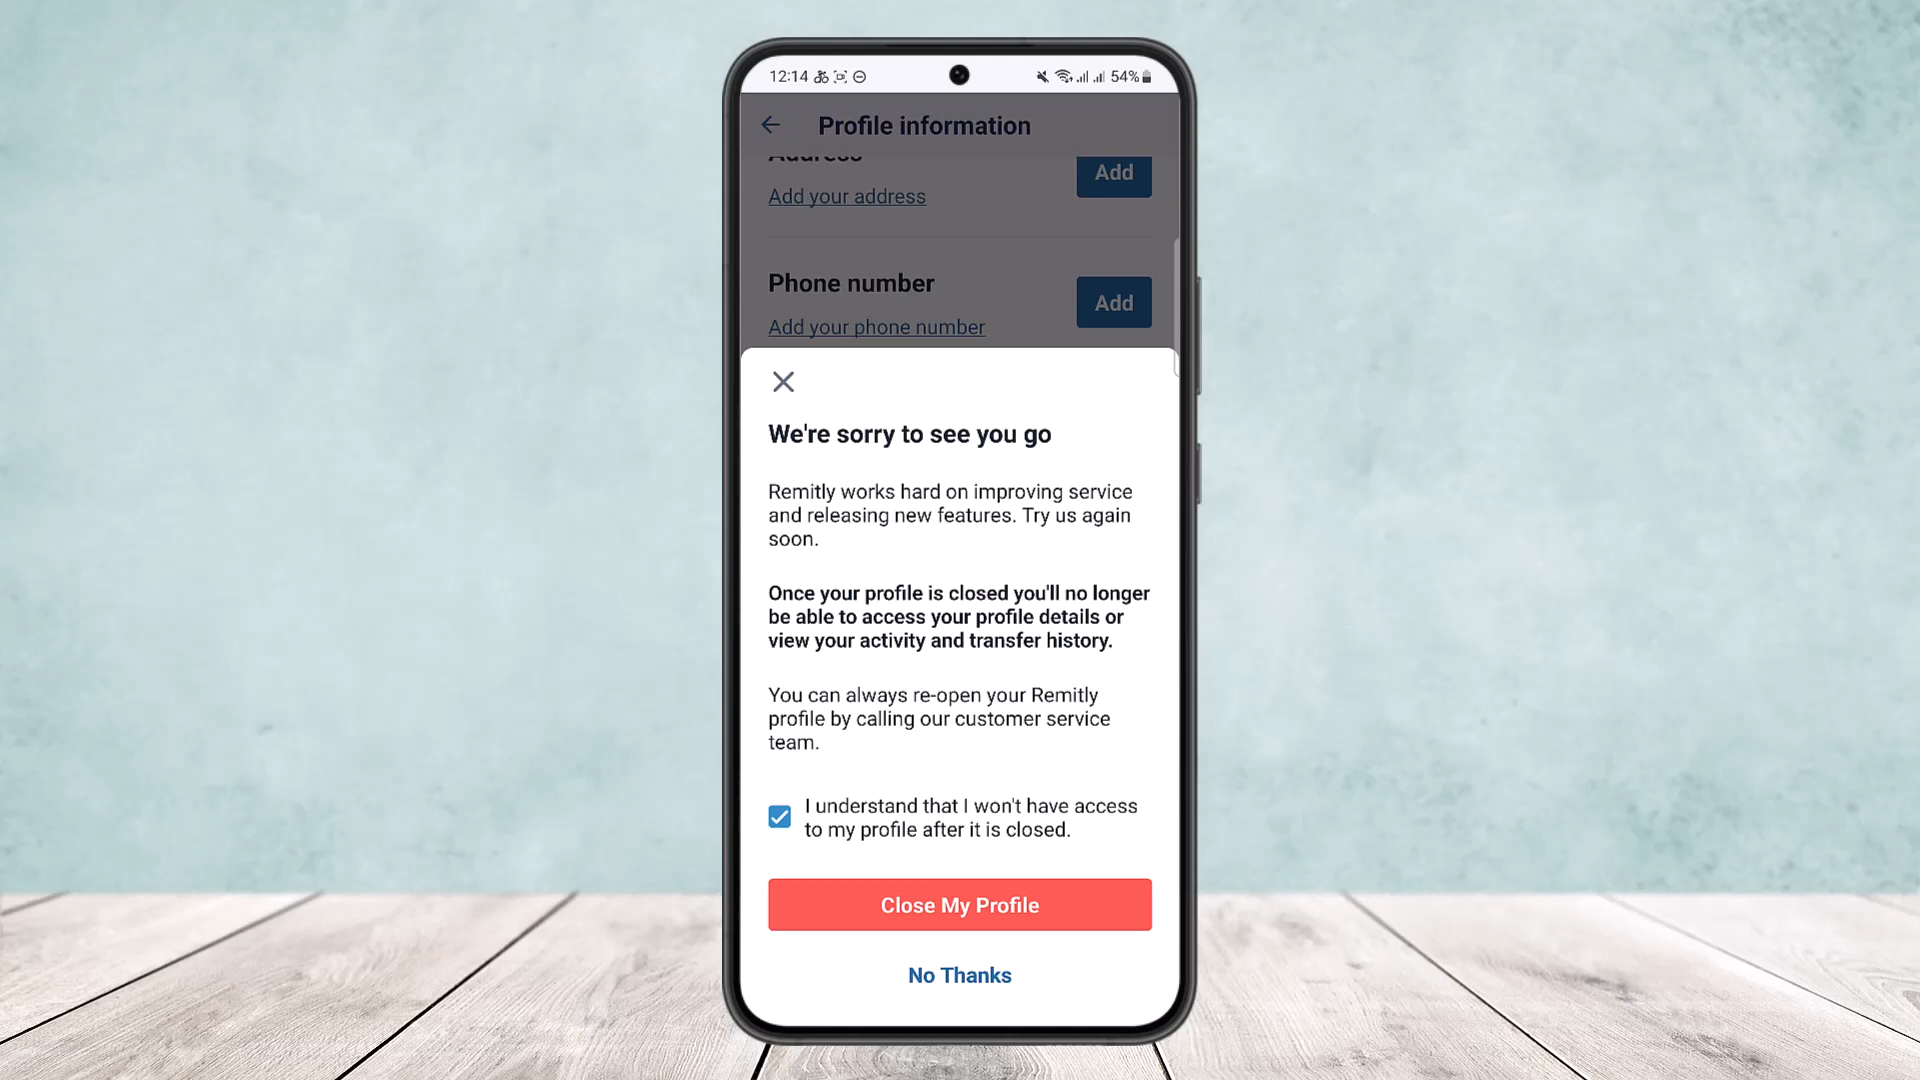 12:14
54%
Profile information
Address
Add
Add your address
Phone number
Add
Add your phone number
We're sorry to see you go
Remitly works hard on improving service
and releasing new features. Try us again
soon.
Once your profile is closed you'll no longer
be able to access your profile details or
view your activity and transfer history.
You can always re-open your Remitly
profile by calling our customer service
team.
I understand that I won't have access
to my profile after it is closed.
Close My Profile
No Thanks